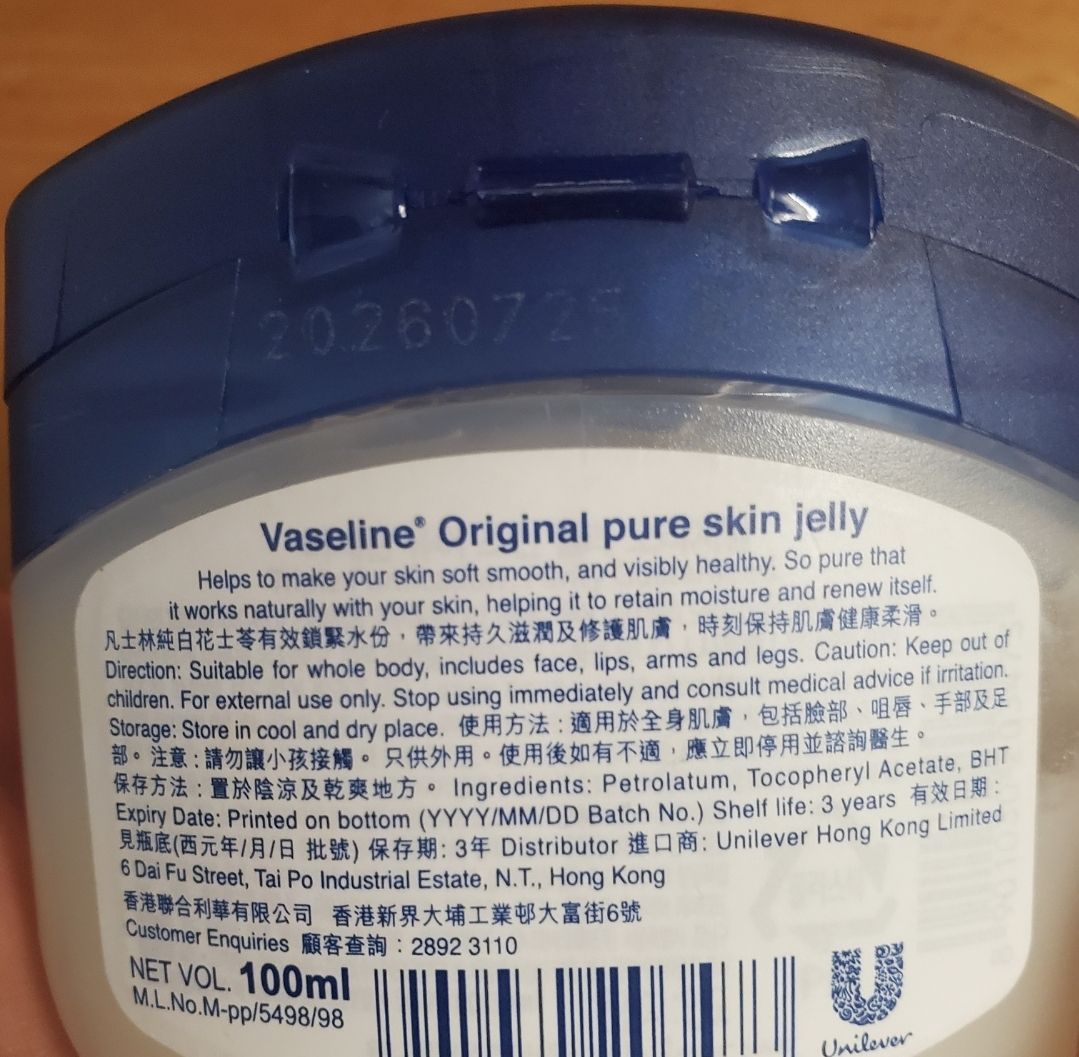 20260725
Vaseline® Original pure skin jelly
Helps to make your skin soft smooth, and visibly healthy. So pure that
it works naturally with your skin, helping it to retain moisture and renew itself.
凡士林純白花士苓有效鎖緊水份，帶來持久滋潤及修護肌膚，時刻保持肌膚健康柔滑。
Direction: Suitable for whole body, includes face, lips, arms and legs. Caution: Keep out of
children. For external use only. Stop using immediately and consult medical advice if irritation.
Storage: Store in cool and dry place. 使用方法：適用於全身肌膚，包括臉部、咀唇、手部及足
部。注意：請勿讓小孩接觸。 只供外用。使用後如有不適，應立即停用並諮詢醫生。
保存方法：置於陰涼及乾爽地方。 Ingredients: Petrolatum, Tocopheryl Acetate, BHT
Expiry Date: Printed on bottom (YYYY/MM/DD Batch No.) Shelf life: 3 years 有效日期：
見瓶底(西元年/月/日 批號) 保存期: 3年 Distributor 進口商: Unilever Hong Kong Limited
6 Dai Fu Street, Tai Po Industrial Estate, N.T., Hong Kong
香港聯合利華有限公司 香港新界大埔工業邨大富街6號
Customer Enquiries 顧客查詢：2892 3110
NET VOL. 100ml
M.L.No.M-pp/5498/98
Unilever